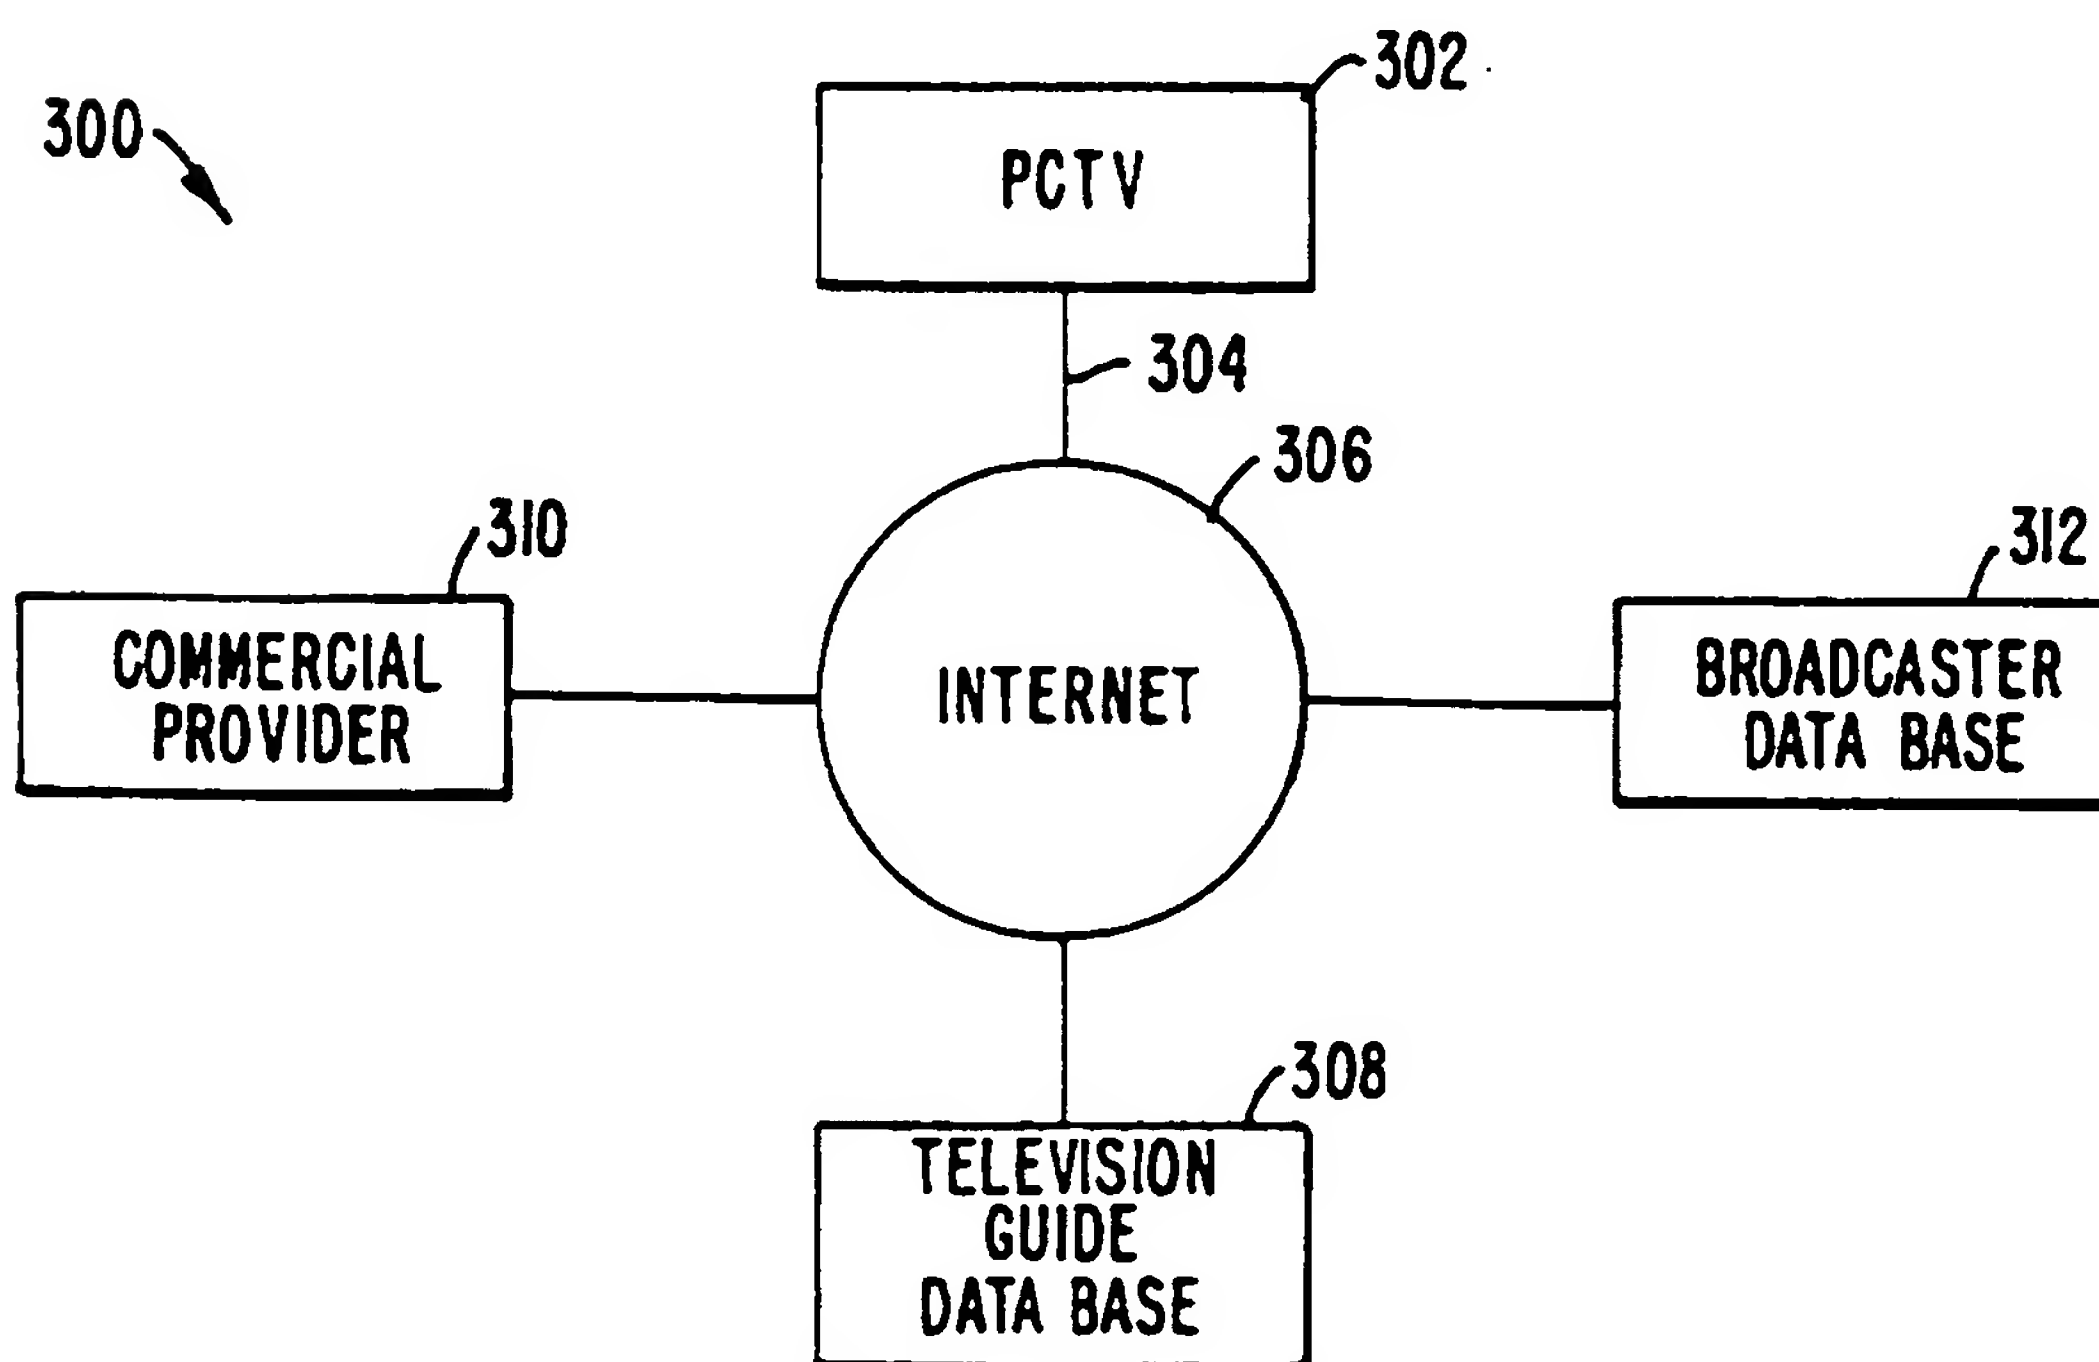 302
300
PCTV
304
306
310
312
COMMERCIAL
PROVIDER
INTERNET
BROADCASTER
DATA BASE
308
TELEVISION
GUIDE
DATA BASE